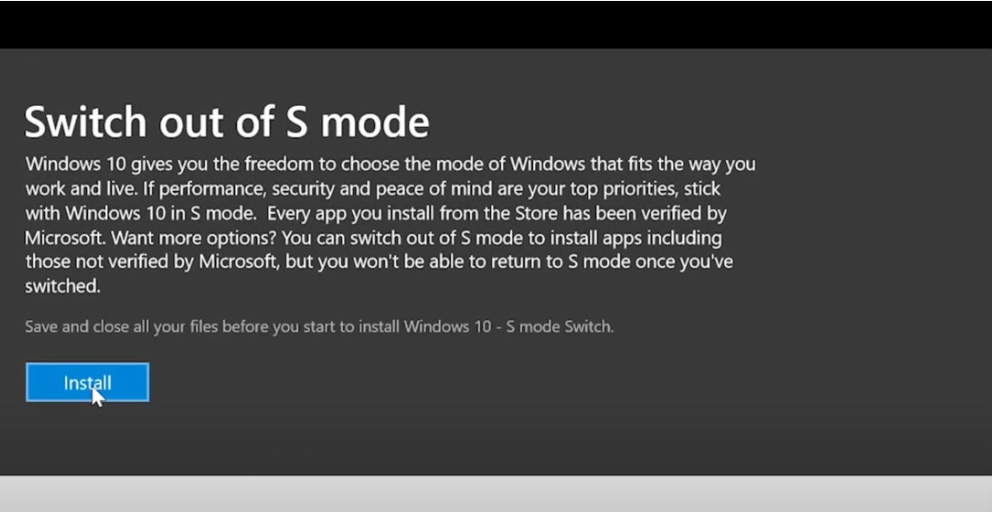 Switch out of S mode
Windows 10 gives you the freedom to choose the mode of Windows that fits the way you
work and live. If performance, security and peace of mind are your top priorities, stick
with Windows 10 in S mode.  Every app you install from the Store has been verified by
Microsoft. Want more options? You can switch out of S mode to install apps including
those not verified by Microsoft, but you won't be able to return to S mode once you've
switched.
Save and close all your files before you start to install Windows 10 - S mode Switch.
Install